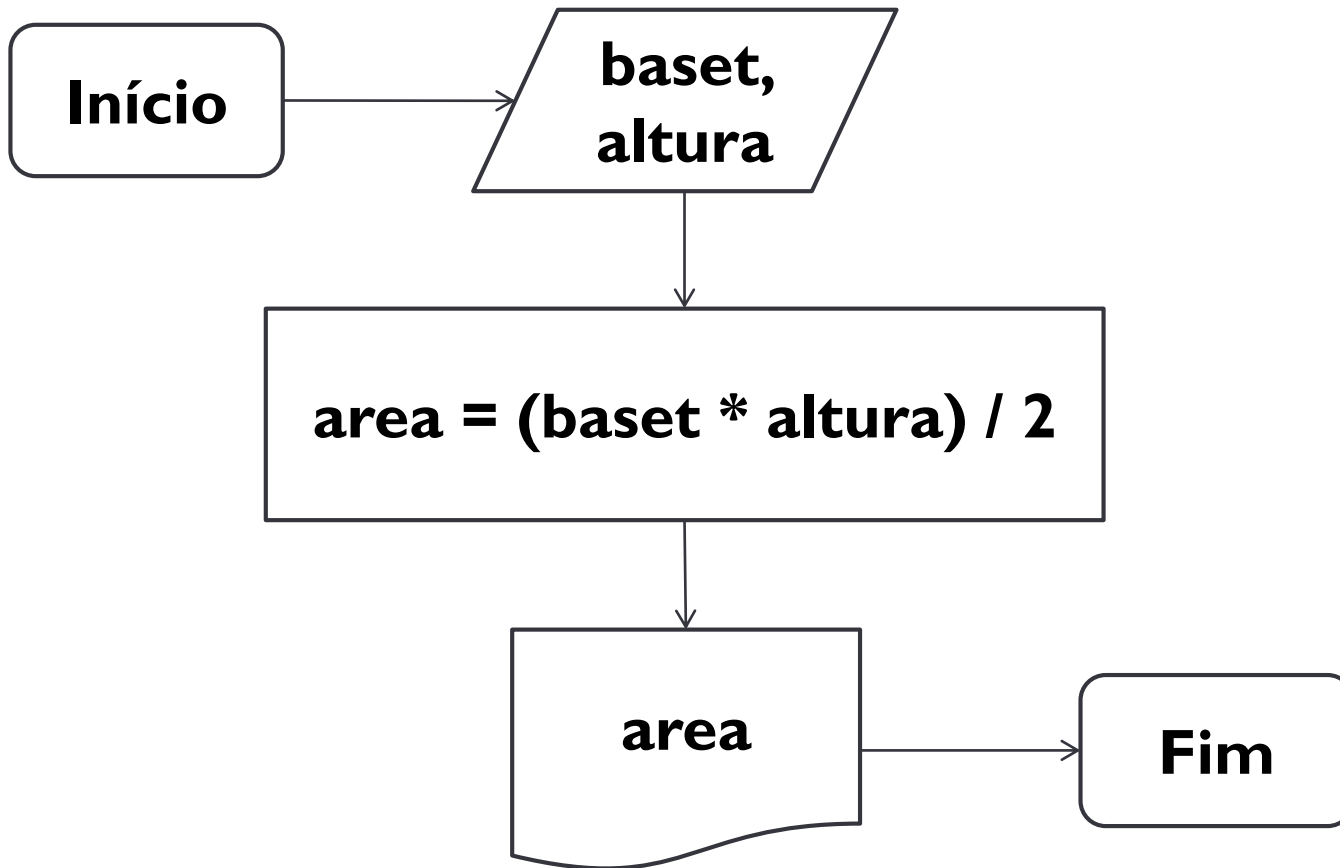 Início
baset,
altura
area = (baset * altura) / 2
area
Fim